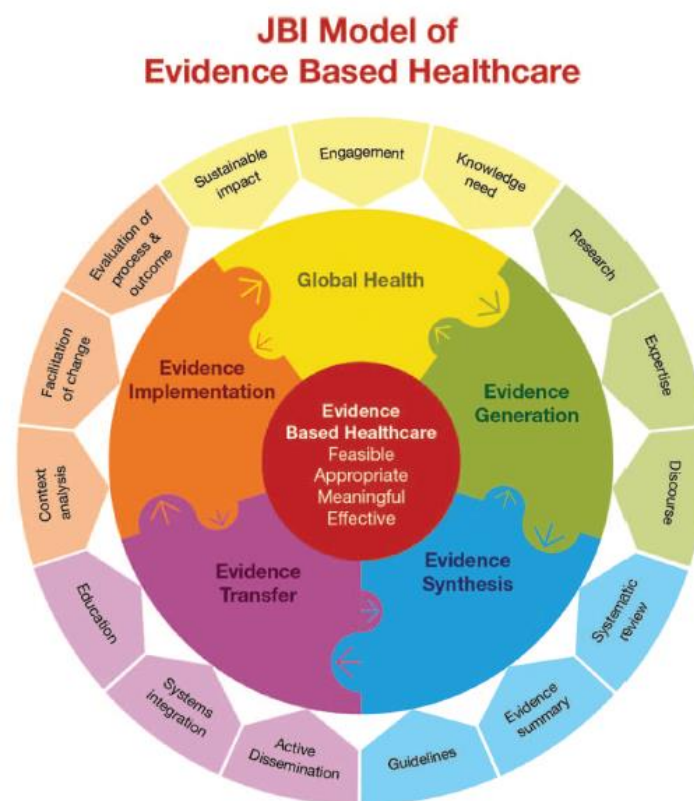 JBI Model of
Evidence Based Healthcare
Sustainable
impact
Engagement
Knowledge
need
Research
Expertise
Discourse
Systematic
review
Evidence
summary
Guidelines
Active
Dissemination
Systems
integration
Education
Context
analysis
Facilitation
of change
Evaluation of
process &
outcome
Global Health
Evidence
Generation
Evidence
Synthesis
Evidence
Transfer
Evidence
Implementation
Evidence
Based Healthcare
Feasible
Appropriate
Meaningful
Effective